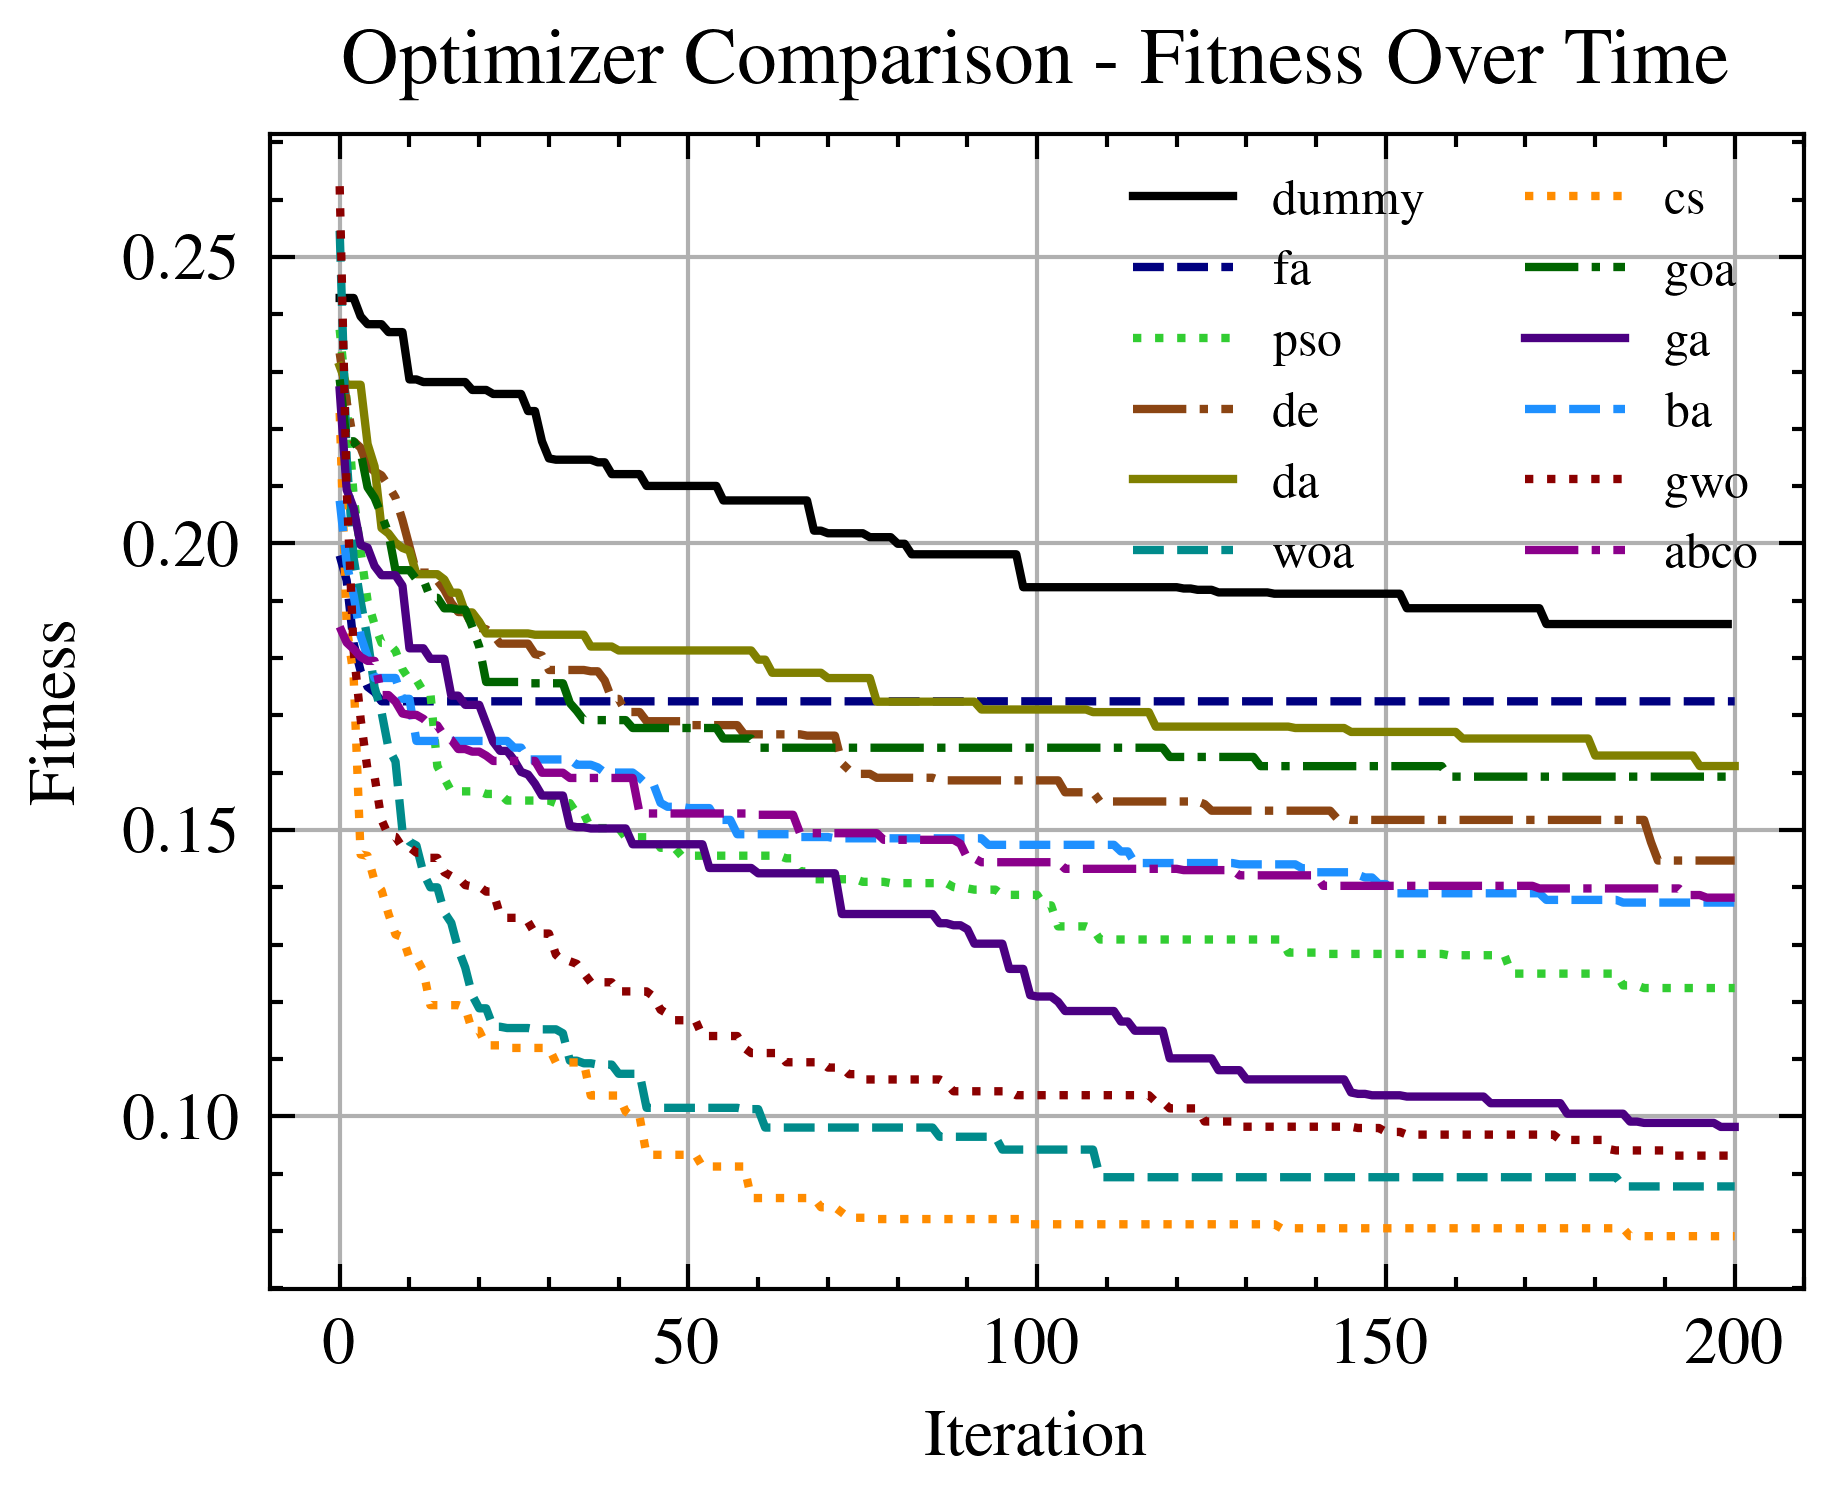 Optimizer Comparison - Fitness Over Time
Fitness
0.25
0.20
0.15
0.10
dummy
fa
pso
de
da
woa
cs
goa
ga
ba
gwo
abco
0 50 100 150 200
Iteration